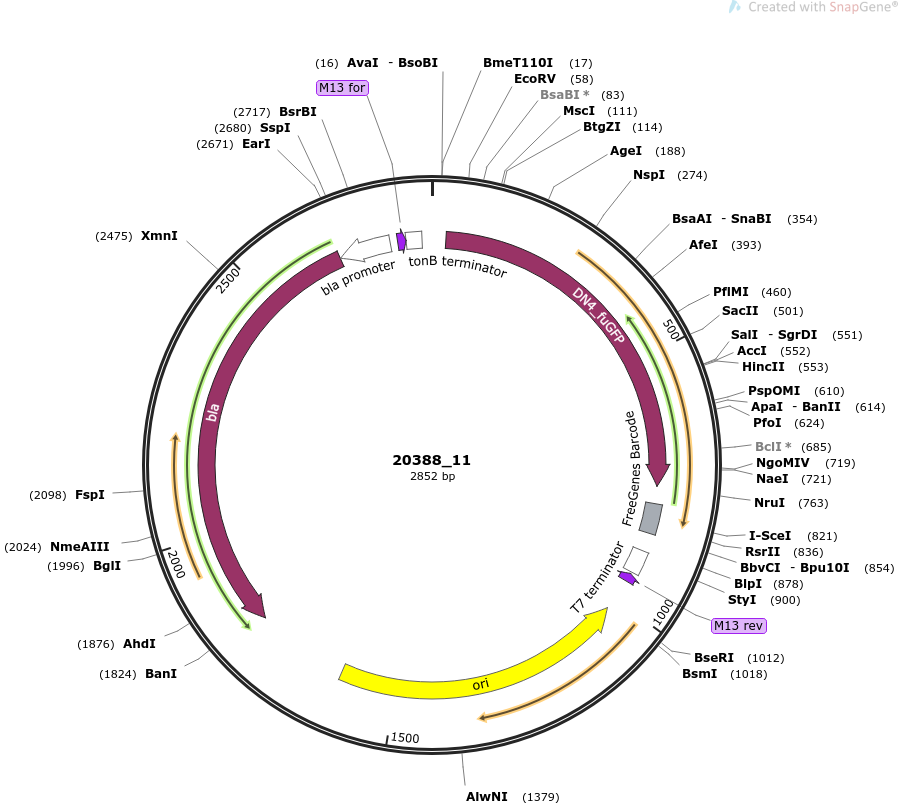 Created with SnapGene®
(16) AvaI - BsoBI
BmeT110I (17)
EcoRV (58)
BsaBI * (83)
MscI (111)
BtgZI (114)
AgeI (188)
NspI (274)
BsaAI - SnaBI (354)
AfeI (393)
PflMI (460)
SacII (501)
SalI - SgrDI (551)
AccI (552)
HincII (553)
PspOMI (610)
ApaI - BanII (614)
PfoI (624)
BclI * (685)
NgoMIV (719)
NaeI (721)
NruI (763)
I-SceI (821)
RsrII (836)
BbvCI - Bpu10I (854)
BlpI (878)
StyI (900)
M13 rev
BseRI (1012)
BsmI (1018)
AlwNI (1379)
(1824) BanI
(1876) AhdI
(1996) BglI
(2024) NmeAIII
(2098) FspI
(2475) XmnI
(2671) EarI
(2680) SspI
(2717) BsrBI
M13 for
500
1000
1500
2000
2500
tonB terminator
DN4_fuGFP
FreeGenes Barcode
T7 terminator
ori
bla
bla promoter
20388_11
2852 bp